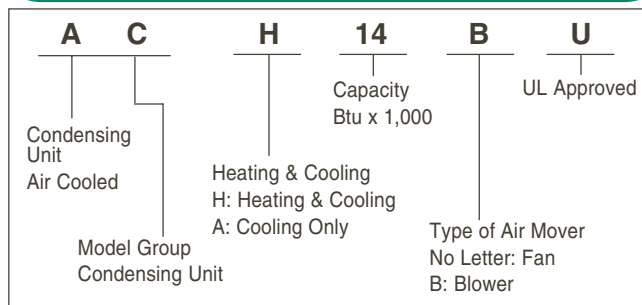 A C H 14 B U
Capacity
Btu x 1,000
UL Approved
Condensing
Unit
Air Cooled
Heating & Cooling
H: Heating & Cooling
A: Cooling Only
Model Group
Condensing Unit
Type of Air Mover
No Letter: Fan
B: Blower